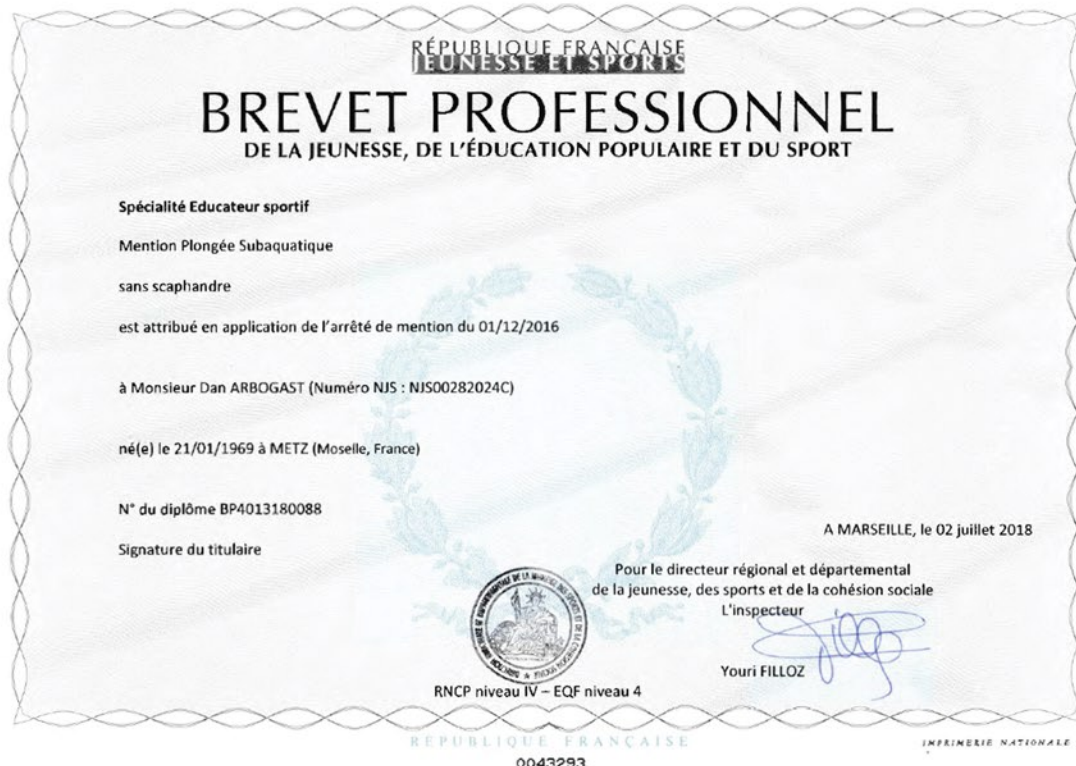 RÉPUBLIQUE FRANÇAISE
JEUNESSE ET SPORTS
BREVET PROFESSIONNEL
DE LA JEUNESSE, DE L'ÉDUCATION POPULAIRE ET DU SPORT
Spécialité Educateur sportif
Mention Plongée Subaquatique
sans scaphandre
est attribué en application de l'arrêté de mention du 01/12/2016
à Monsieur Dan ARBOGAST (Numéro NJS : NJS00282024C)
né(e) le 21/01/1969 à METZ (Moselle, France)
N° du diplôme BP4013180088
A MARSEILLE, le 02 juillet 2018
Signature du titulaire
Pour le directeur régional et départemental
de la jeunesse, des sports et de la cohésion sociale
L'inspecteur
Youri FILLOZ
RNCP niveau IV – EQF niveau 4
RÉPUBLIQUE FRANÇAISE
IMPRIMERIE NATIONALE
0043293